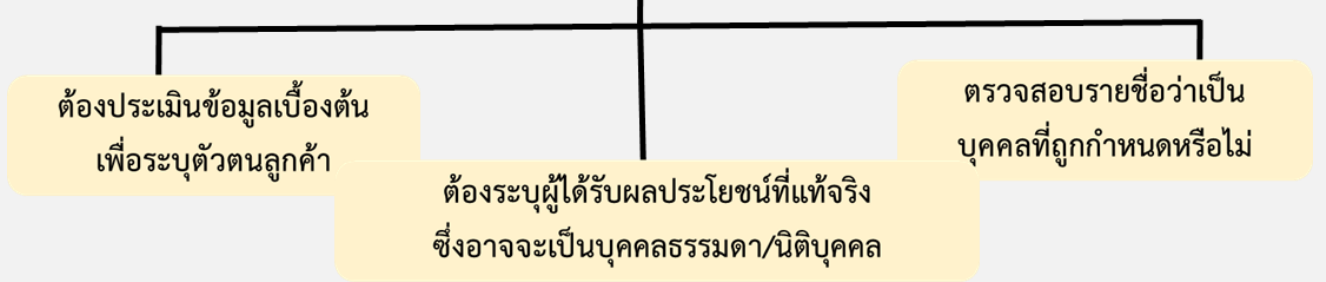 ต้องประเมินข้อมูลเบื้องต้น
เพื่อระบุตัวตนลูกค้า
ต้องระบุผู้ได้รับผลประโยชน์ที่แท้จริง
ซึ่งอาจจะเป็นบุคคลธรรมดา/นิติบุคคล
ตรวจสอบรายชื่อว่าเป็น
บุคคลที่ถูกกำหนดหรือไม่